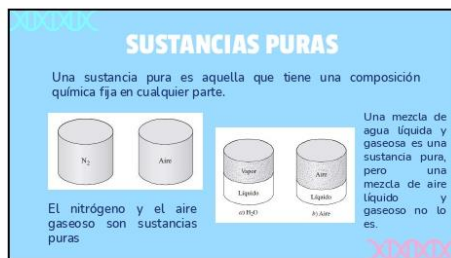 SUSTANCIAS PURAS
Una sustancia pura es aquella que tiene una composición
química fija en cualquier parte.
N₂
Aire
El nitrógeno y el aire
gaseoso son sustancias
puras
Vapor
Líquido
a) H₂O
Aire
Líquido
b) Aire
Una mezcla de
agua líquida y
gaseosa es una
sustancia pura,
pero una
mezcla de aire
líquido y
gaseoso no lo
es.